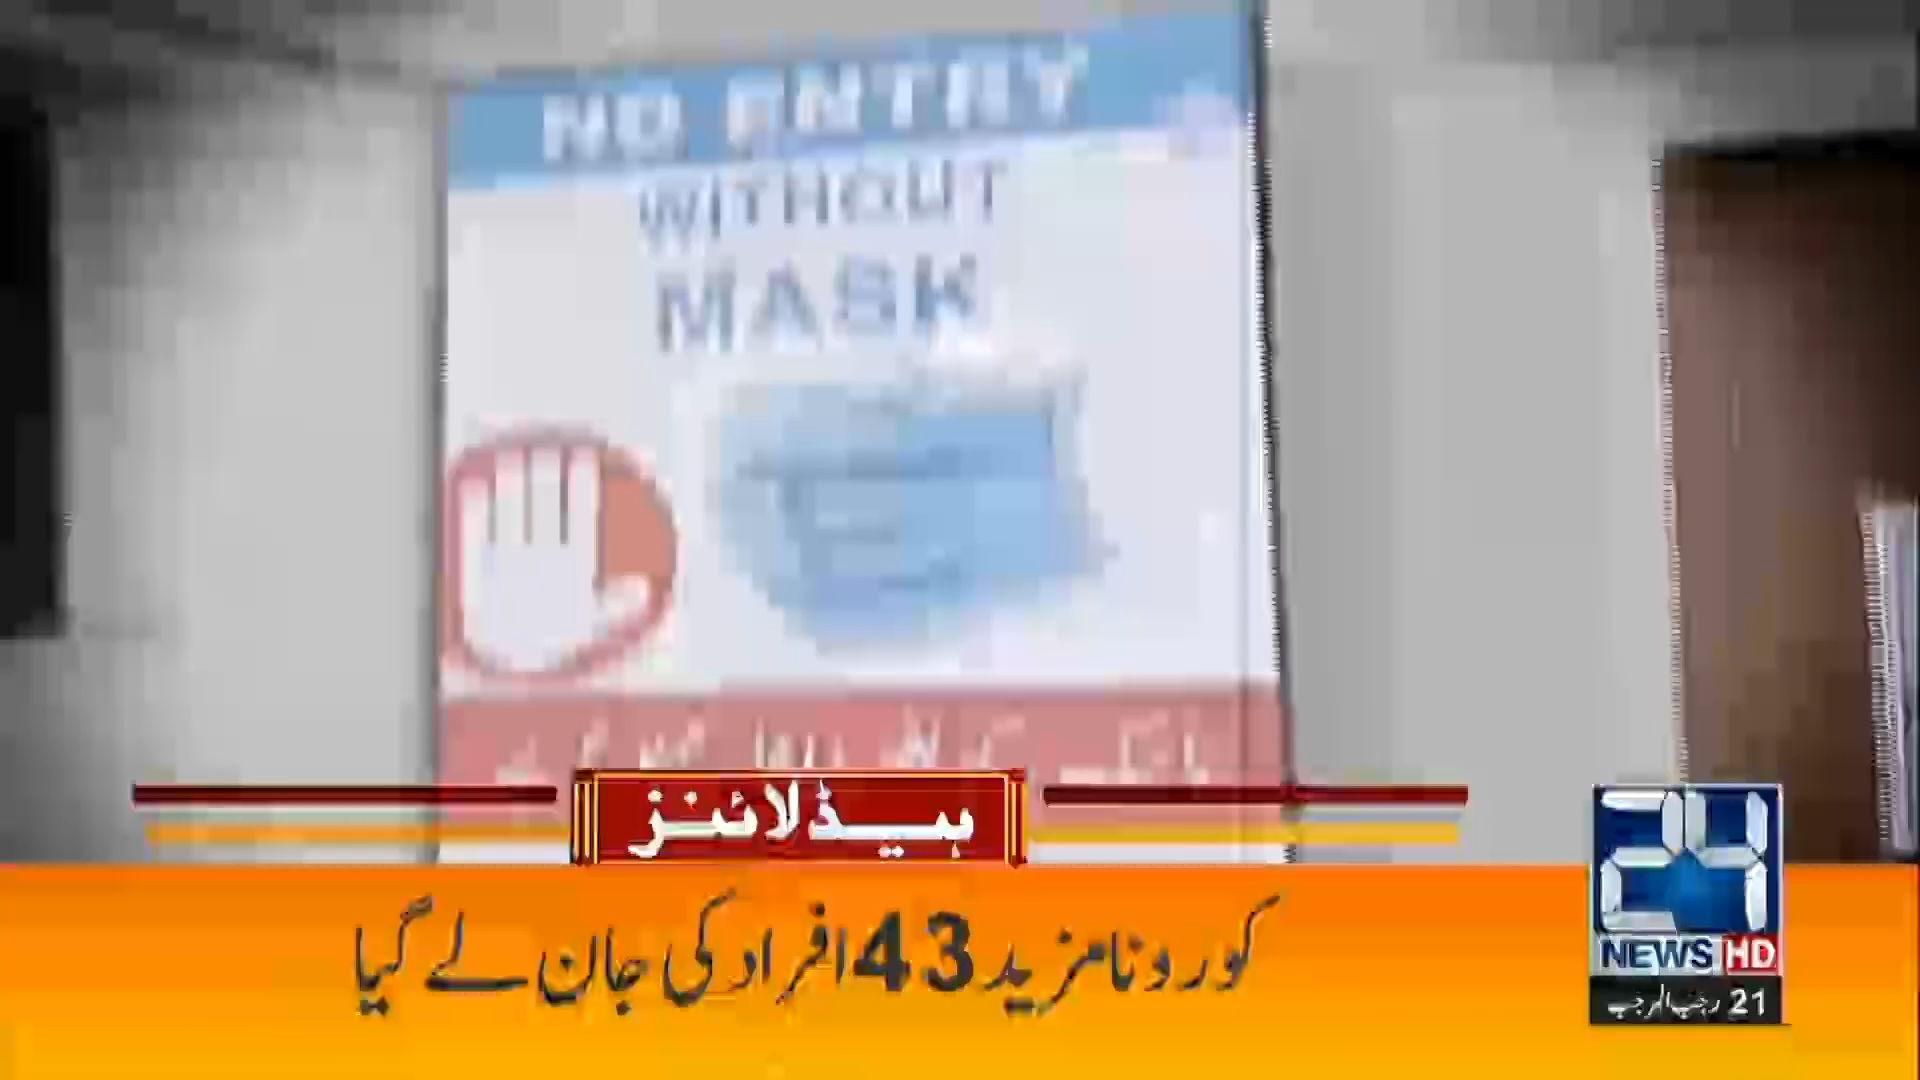 NO ENTRY
WITHOUT
MASK
ہیڈلائنز
کورونا مزید 43 افراد کی جان لے گیا
24
NEWS HD
21 رجب المرجب